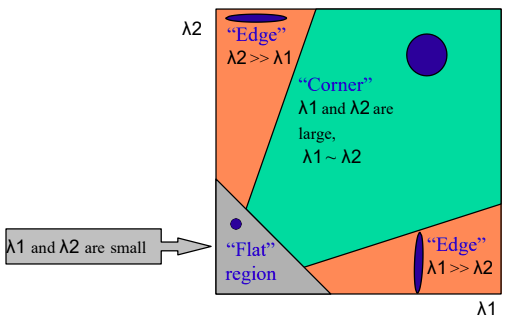 λ2
“Edge”
λ2 >> λ1
“Corner”
λ1 and λ2 are
large,
λ1 ~ λ2
λ1 and λ2 are small
“Flat”
region
“Edge”
λ1 >> λ2
λ1